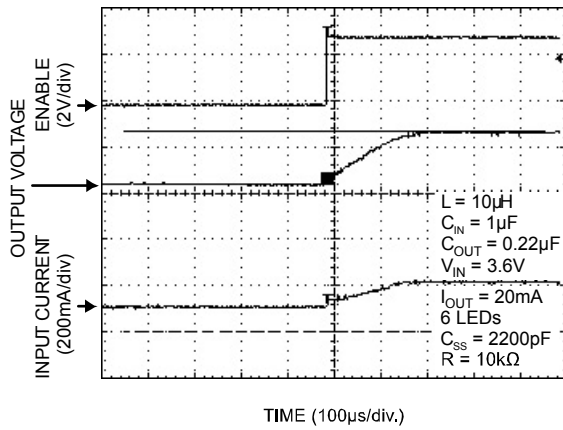 ENABLE
(2V/div)
OUTPUT VOLTAGE
INPUT CURRENT
(200mA/div)
L = 10µH
C_IN = 1µF
C_OUT = 0.22µF
V_IN = 3.6V
I_OUT = 20mA
6 LEDs
C_SS = 2200pF
R = 10kΩ
TIME (100µs/div.)